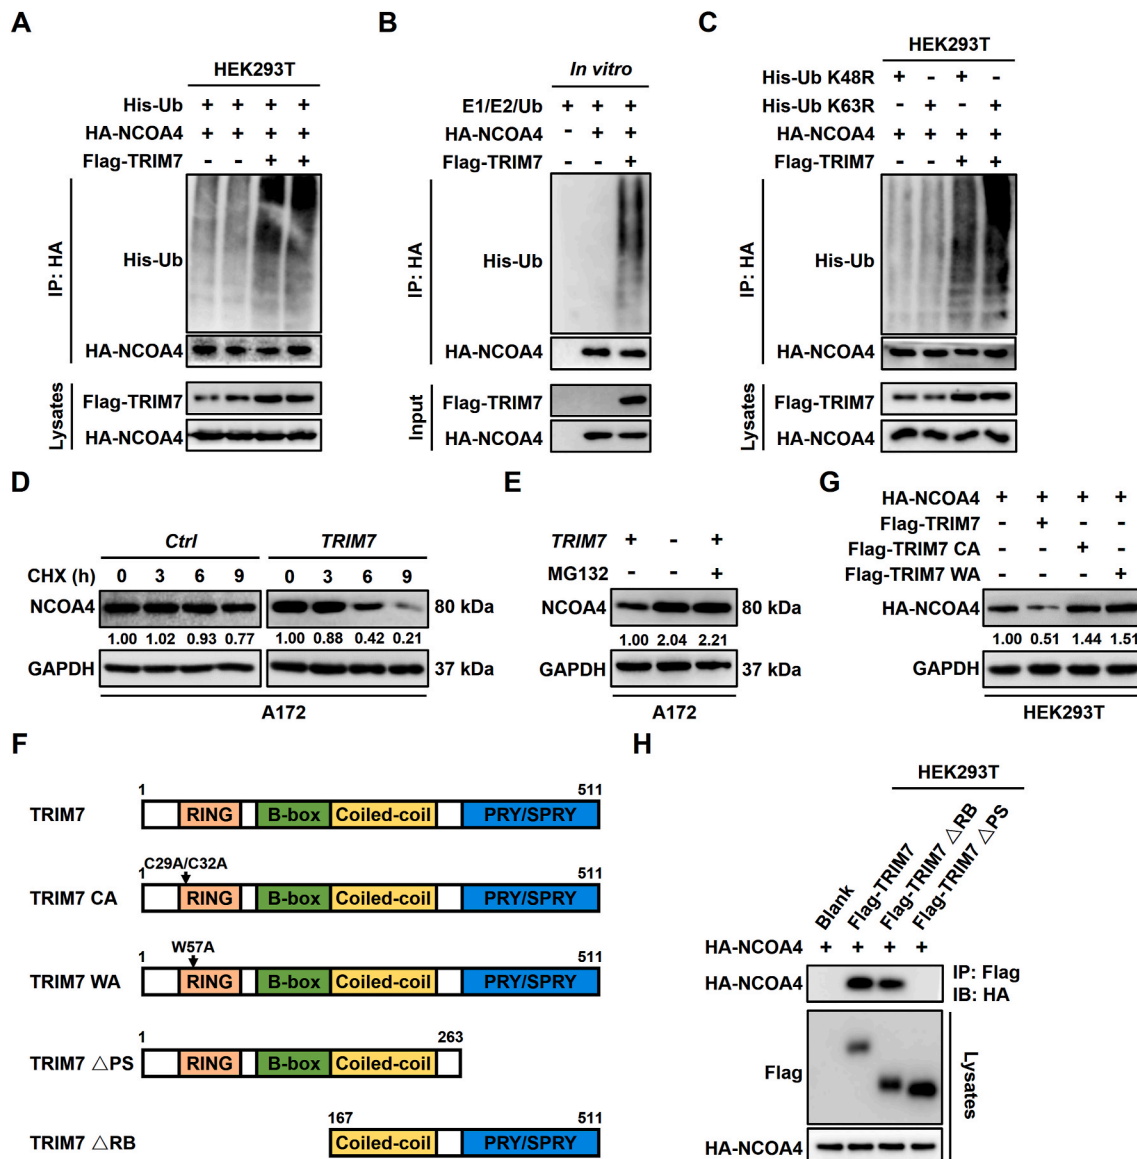 A
HEK293T
His-Ub + + + +
HA-NCOA4 + + + +
Flag-TRIM7 - - + +
IP: HA
His-Ub
HA-NCOA4
Lysates
Flag-TRIM7
HA-NCOA4
B
In vitro
E1/E2/Ub + + +
HA-NCOA4 - + +
Flag-TRIM7 - - +
IP: HA
His-Ub
HA-NCOA4
Input
Flag-TRIM7
HA-NCOA4
C
HEK293T
His-Ub K48R + - + -
His-Ub K63R - + - +
HA-NCOA4 + + + +
Flag-TRIM7 - - + +
IP: HA
His-Ub
HA-NCOA4
Lysates
Flag-TRIM7
HA-NCOA4
D
Ctrl TRIM7
CHX (h) 0 3 6 9 0 3 6 9
NCOA4 80 kDa
1.00 1.02 0.93 0.77 1.00 0.88 0.42 0.21
GAPDH 37 kDa
A172
E
TRIM7 + - +
MG132 - - +
NCOA4 80 kDa
1.00 2.04 2.21
GAPDH 37 kDa
A172
G
HA-NCOA4 + + + +
Flag-TRIM7 - + - -
Flag-TRIM7 CA - - + -
Flag-TRIM7 WA - - - +
HA-NCOA4
1.00 0.51 1.44 1.51
GAPDH
HEK293T
F
1 511
TRIM7 RING B-box Coiled-coil PRY/SPRY
C29A/C32A
1 511
TRIM7 CA RING B-box Coiled-coil PRY/SPRY
W57A
1 511
TRIM7 WA RING B-box Coiled-coil PRY/SPRY
1 263
TRIM7 △PS RING B-box Coiled-coil
167 511
TRIM7 △RB Coiled-coil PRY/SPRY
H
HEK293T
Blank
Flag-TRIM7
Flag-TRIM7 △RB
Flag-TRIM7 △PS
HA-NCOA4 + + + +
HA-NCOA4
IP: Flag
IB: HA
Flag
HA-NCOA4
Lysates